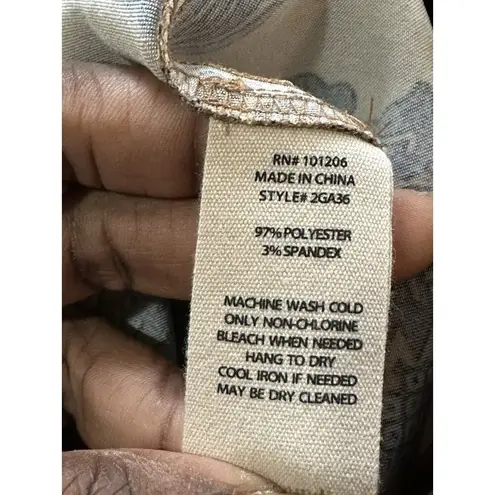 RN# 101206
MADE IN CHINA
STYLE# 2GA36
97% POLYESTER
3% SPANDEX
MACHINE WASH COLD
ONLY NON-CHLORINE
BLEACH WHEN NEEDED
HANG TO DRY
COOL IRON IF NEEDED
MAY BE DRY CLEANED